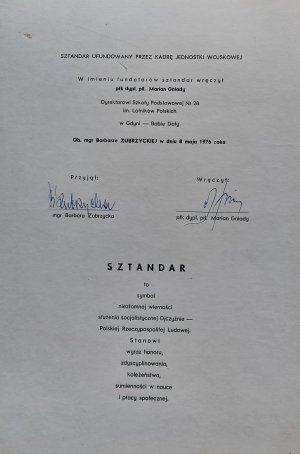 SZTANDAR UFUNDOWANY PRZEZ KADRĘ JEDNOSTKI WOJSKOWEJ
W imieniu fundatorów sztandar wręczył
płk dypl. pil. Marian Gniady
Dyrektorowi Szkoły Podstawowej Nr 28
im. Lotników Polskich
w Gdyni — Babie Doły
Ob. mgr Barbarze ZUBRZYCKIEJ w dniu 8 maja 1976 roku
Przyjął: Wręczył:
mgr Barbara Zubrzycka płk dypl. pil. Marian Gniady
SZTANDAR
to
symbol
niezłomnej wierności
służenia socjalistycznej Ojczyźnie —
Polskiej Rzeczypospolitej Ludowej.
Stanowi
wyraz honoru,
zdyscyplinowania,
koleżeństwa,
sumienności w nauce
i pracy społecznej.